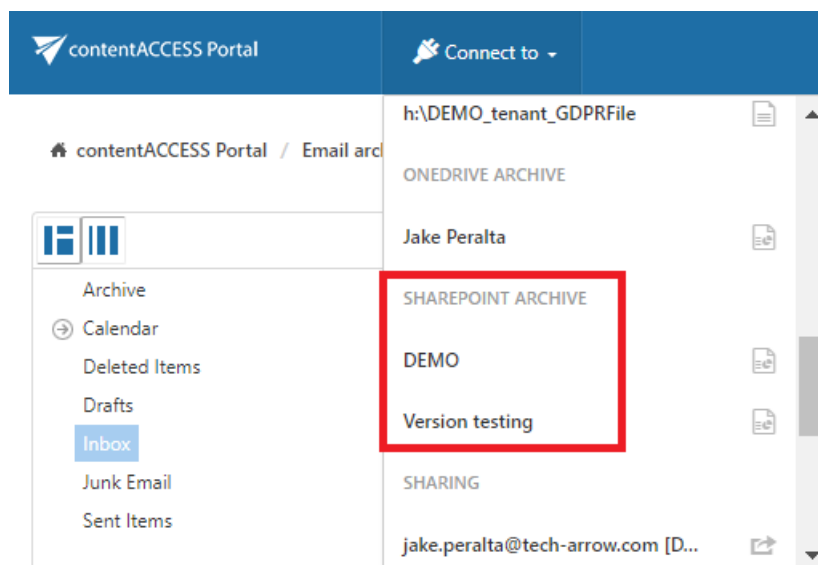 contentACCESS Portal
Connect to
contentACCESS Portal / Email arc
Archive
Calendar
Deleted Items
Drafts
Inbox
Junk Email
Sent Items
h:\DEMO_tenant_GDPRFile
ONEDRIVE ARCHIVE
Jake Peralta
SHAREPOINT ARCHIVE
DEMO
Version testing
SHARING
jake.peralta@tech-arrow.com [D...